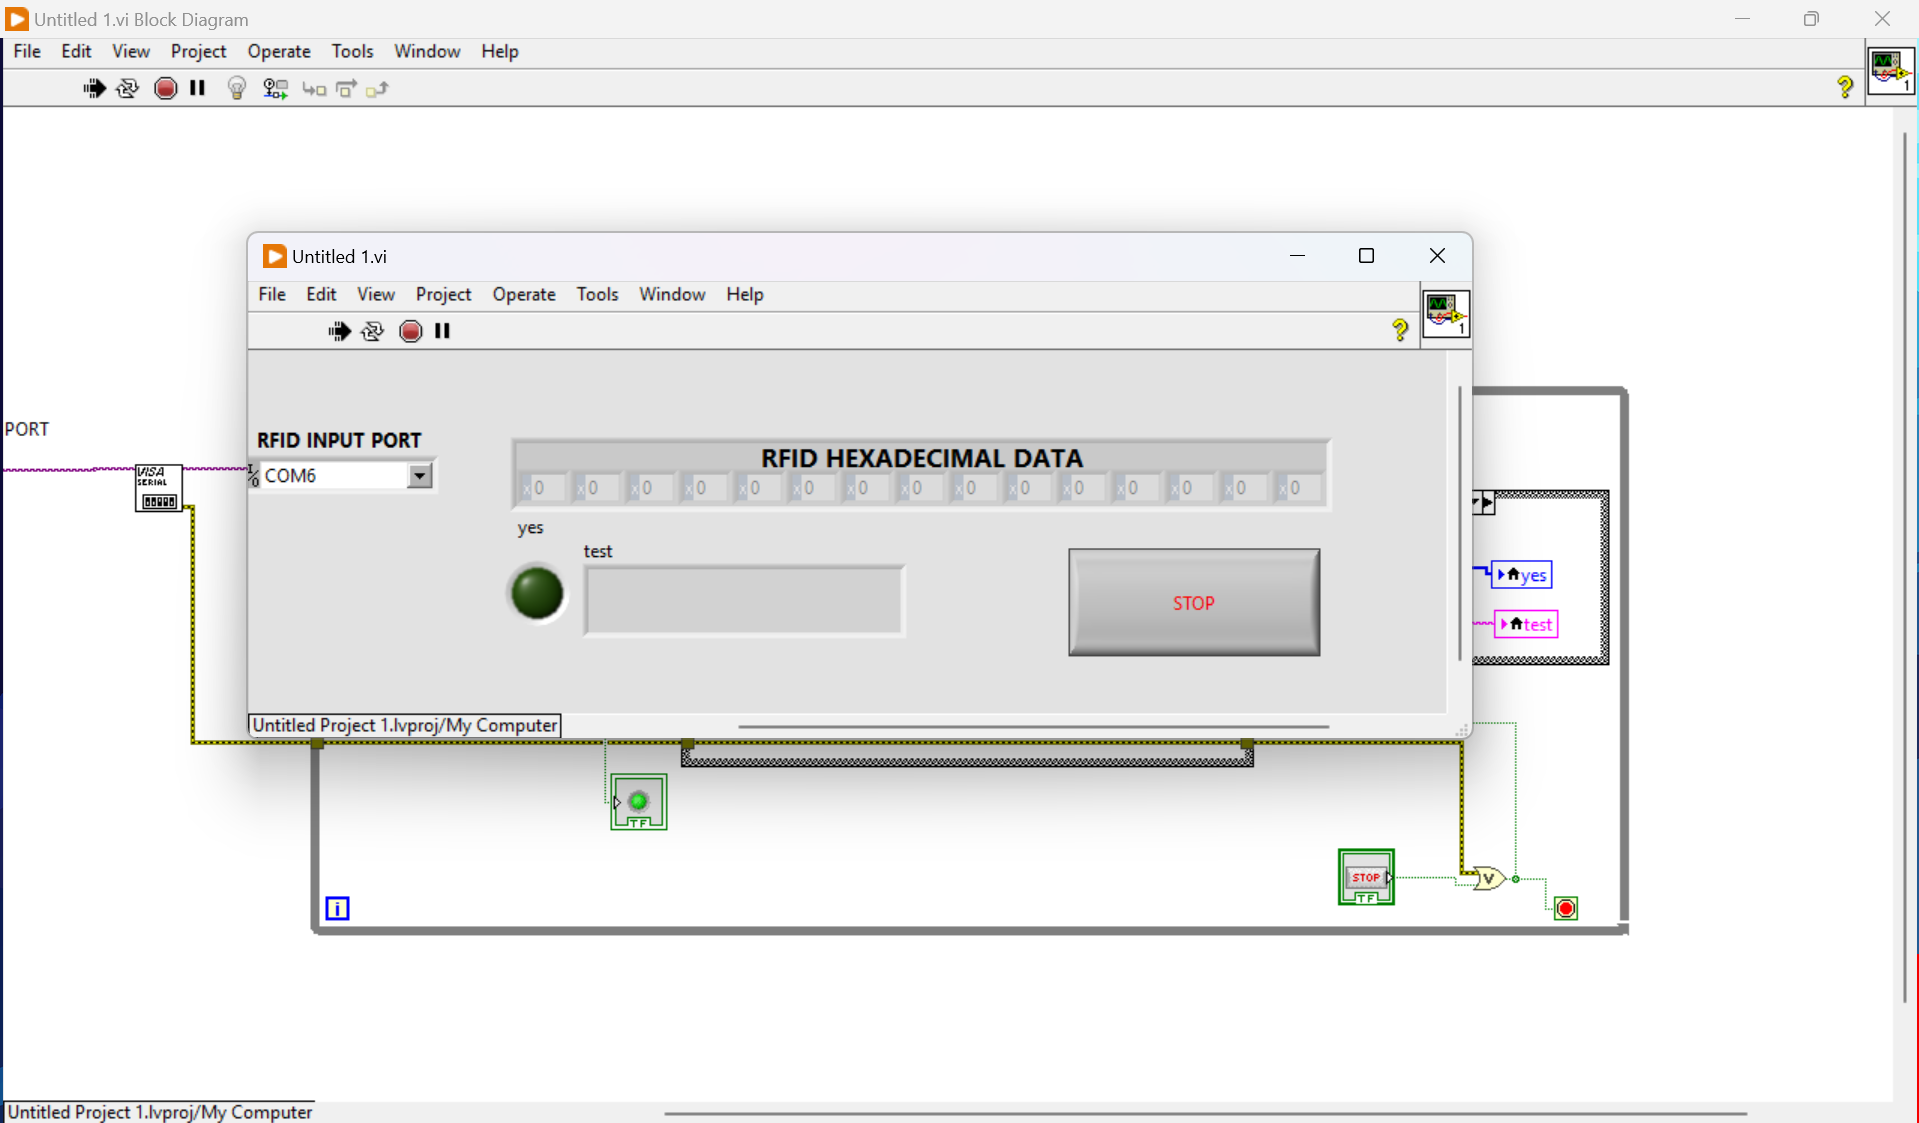 Untitled 1.vi Block Diagram
File Edit View Project Operate Tools Window Help
1
PORT
VISA
SERIAL
Untitled 1.vi
File Edit View Project Operate Tools Window Help
1
RFID INPUT PORT
I/O COM6
RFID HEXADECIMAL DATA
x0 x0 x0 x0 x0 x0 x0 x0 x0 x0 x0 x0 x0 x0 x0
yes
test
STOP
Untitled Project 1.lvproj/My Computer
yes
test
TF
STOP
TF
V
i
Untitled Project 1.lvproj/My Computer